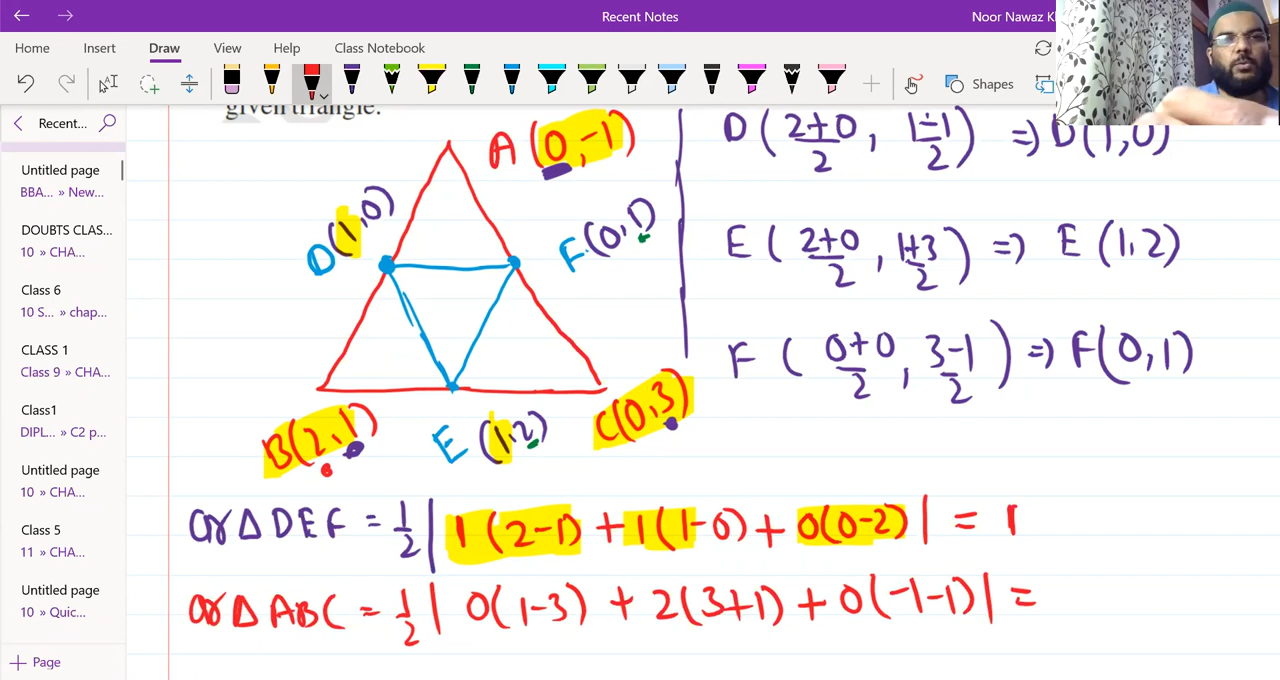 Recent Notes
Noor Nawaz
Home Insert Draw View Help Class Notebook
Shapes
Recent...
Untitled page
BBA... » New...
DOUBTS CLAS...
10 » CHA...
Class 6
10 S... » chap...
CLASS 1
Class 9 » CHA...
Class1
DIPL... » C2 p...
Untitled page
10 » CHA...
Class 5
11 » CHA...
Untitled page
10 » Quic...
Page
given triangle.
A (0,-1)
D(1,0)
F(0,1)
B(2,1)
E (1,2)
C(0,3)
D ( 2+0/2 , 1-1/2 ) => D(1,0)
E ( 2+0/2 , 1+3/2 ) => E (1,2)
F ( 0+0/2 , 3-1/2 ) => F(0,1)
ar Δ DEF = 1/2 | 1(2-1) + 1(1-0) + 0(0-2) | = 1
ar Δ ABC = 1/2 | 0(1-3) + 2(3+1) + 0(-1-1) | =